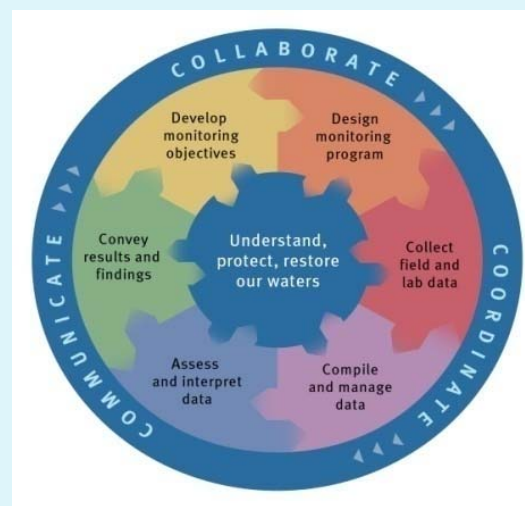 COLLABORATE
Develop
monitoring
objectives
Design
monitoring
program
Convey
results and
findings
Understand,
protect, restore
our waters
Collect
field and
lab data
Assess
and interpret
data
Compile
and manage
data
COORDINATE
COMMUNICATE